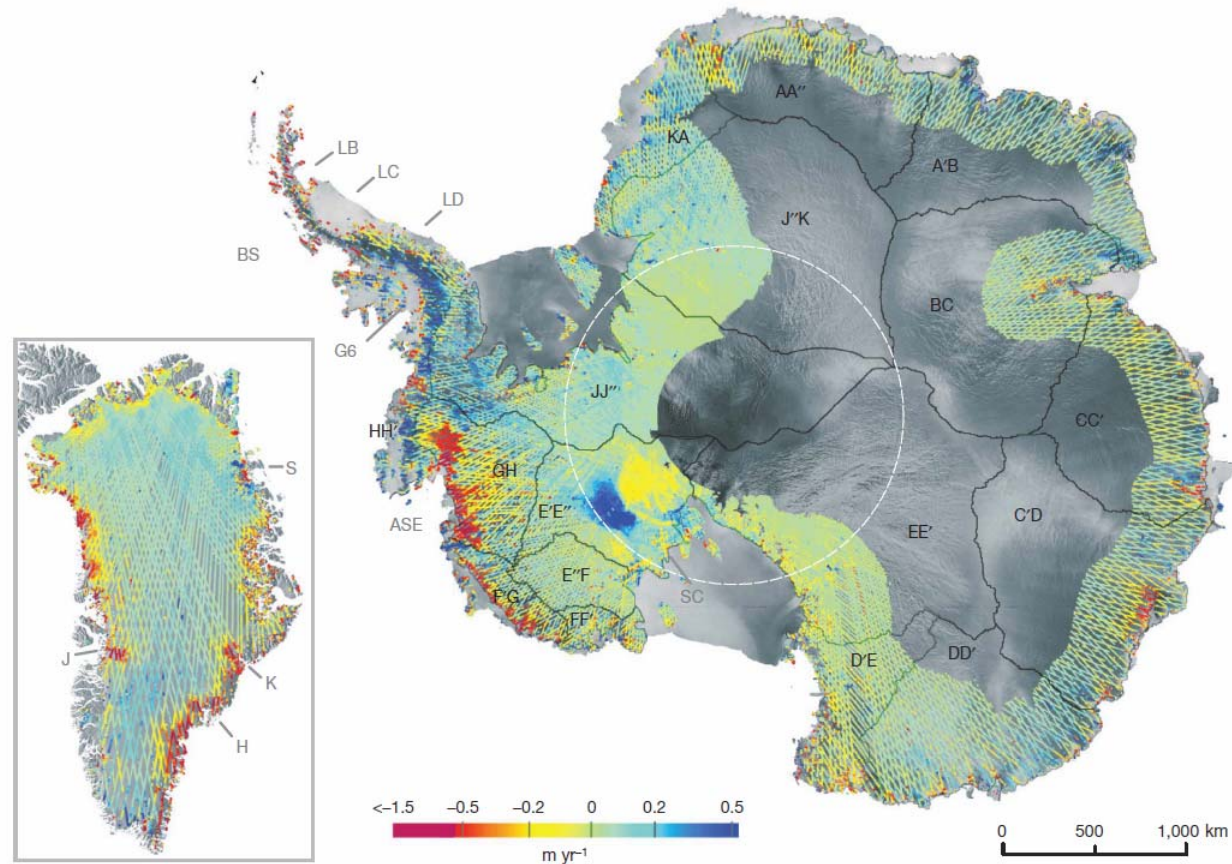 AA″
KA
A′B
LB
LC
LD
J″K
BS
BC
G6
JJ″
CC′
HH′
S
GH
ASE
E′E″
EE′
C′D
E″F
F′G
SC
FF′
J
K
D′E
DD′
H
<–1.5 –0.5 –0.2 0 0.2 0.5
m yr⁻¹
0 500 1,000 km